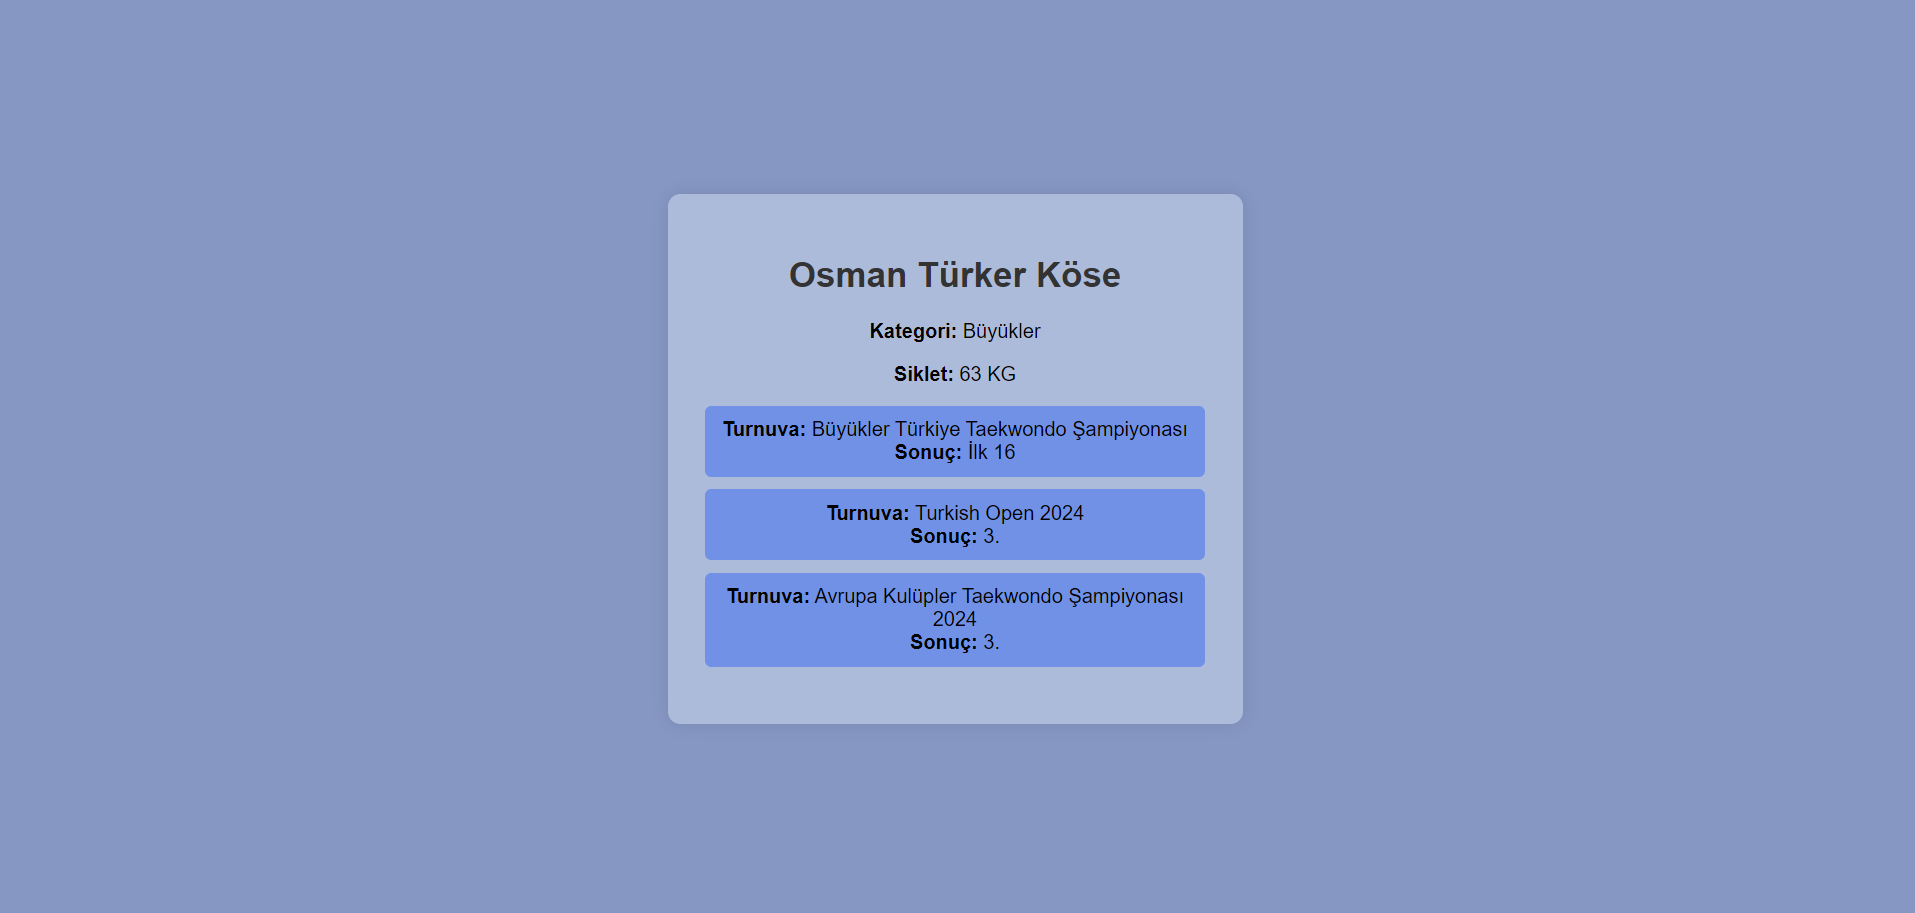 Osman Türker Köse
Kategori: Büyükler
Siklet: 63 KG
Turnuva: Büyükler Türkiye Taekwondo Şampiyonası
Sonuç: İlk 16
Turnuva: Turkish Open 2024
Sonuç: 3.
Turnuva: Avrupa Kulüpler Taekwondo Şampiyonası
2024
Sonuç: 3.